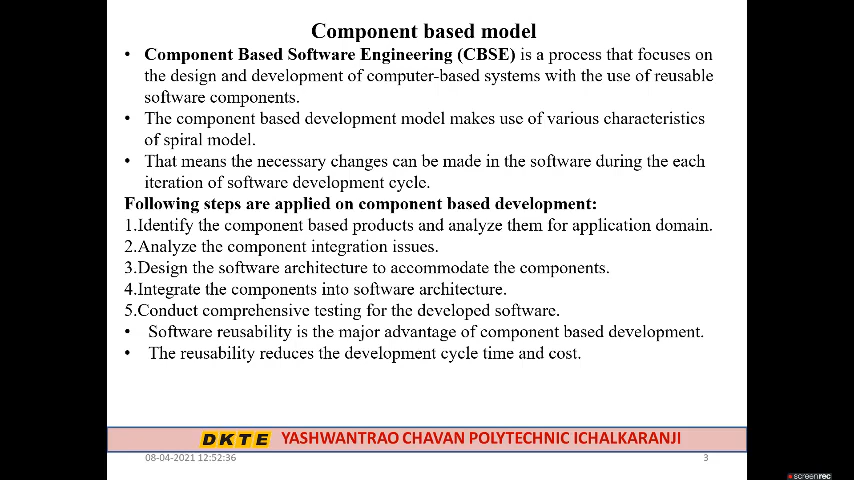 Component based model
• Component Based Software Engineering (CBSE) is a process that focuses on
the design and development of computer-based systems with the use of reusable
software components.
• The component based development model makes use of various characteristics
of spiral model.
• That means the necessary changes can be made in the software during the each
iteration of software development cycle.
Following steps are applied on component based development:
1.Identify the component based products and analyze them for application domain.
2.Analyze the component integration issues.
3.Design the software architecture to accommodate the components.
4.Integrate the components into software architecture.
5.Conduct comprehensive testing for the developed software.
• Software reusability is the major advantage of component based development.
• The reusability reduces the development cycle time and cost.
DKTE YASHWANTRAO CHAVAN POLYTECHNIC ICHALKARANJI
08-04-2021 12:52:36 3
screenrec